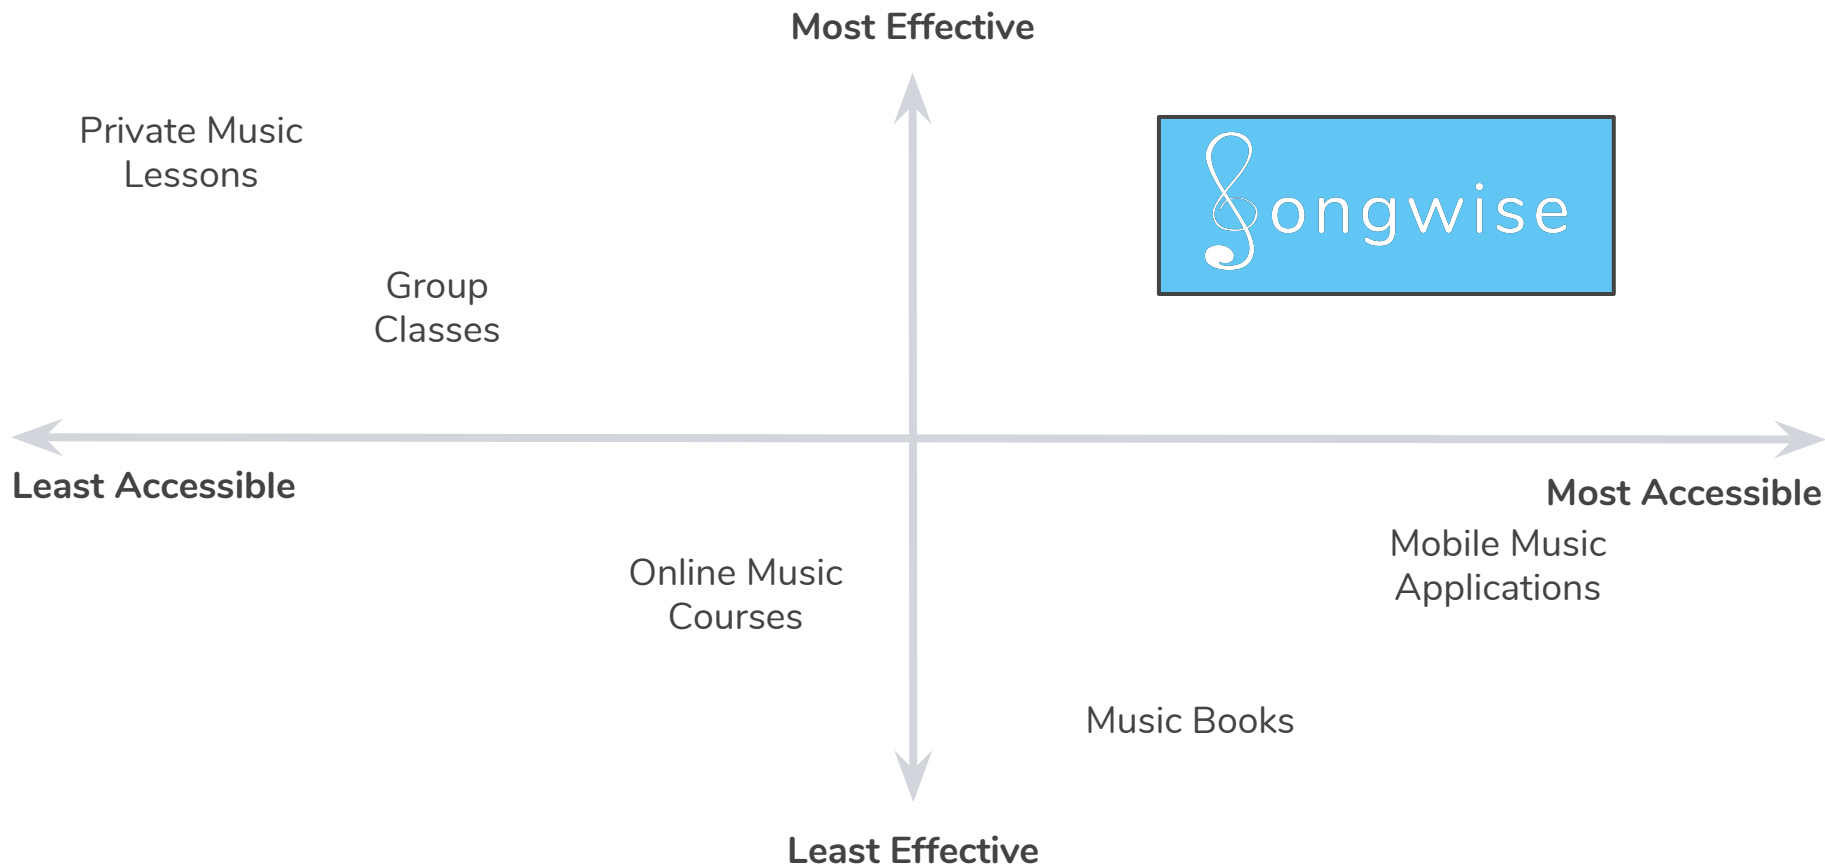 Most Effective
Private Music
Lessons
Songwise
Group
Classes
Least Accessible
Most Accessible
Mobile Music
Applications
Online Music
Courses
Music Books
Least Effective